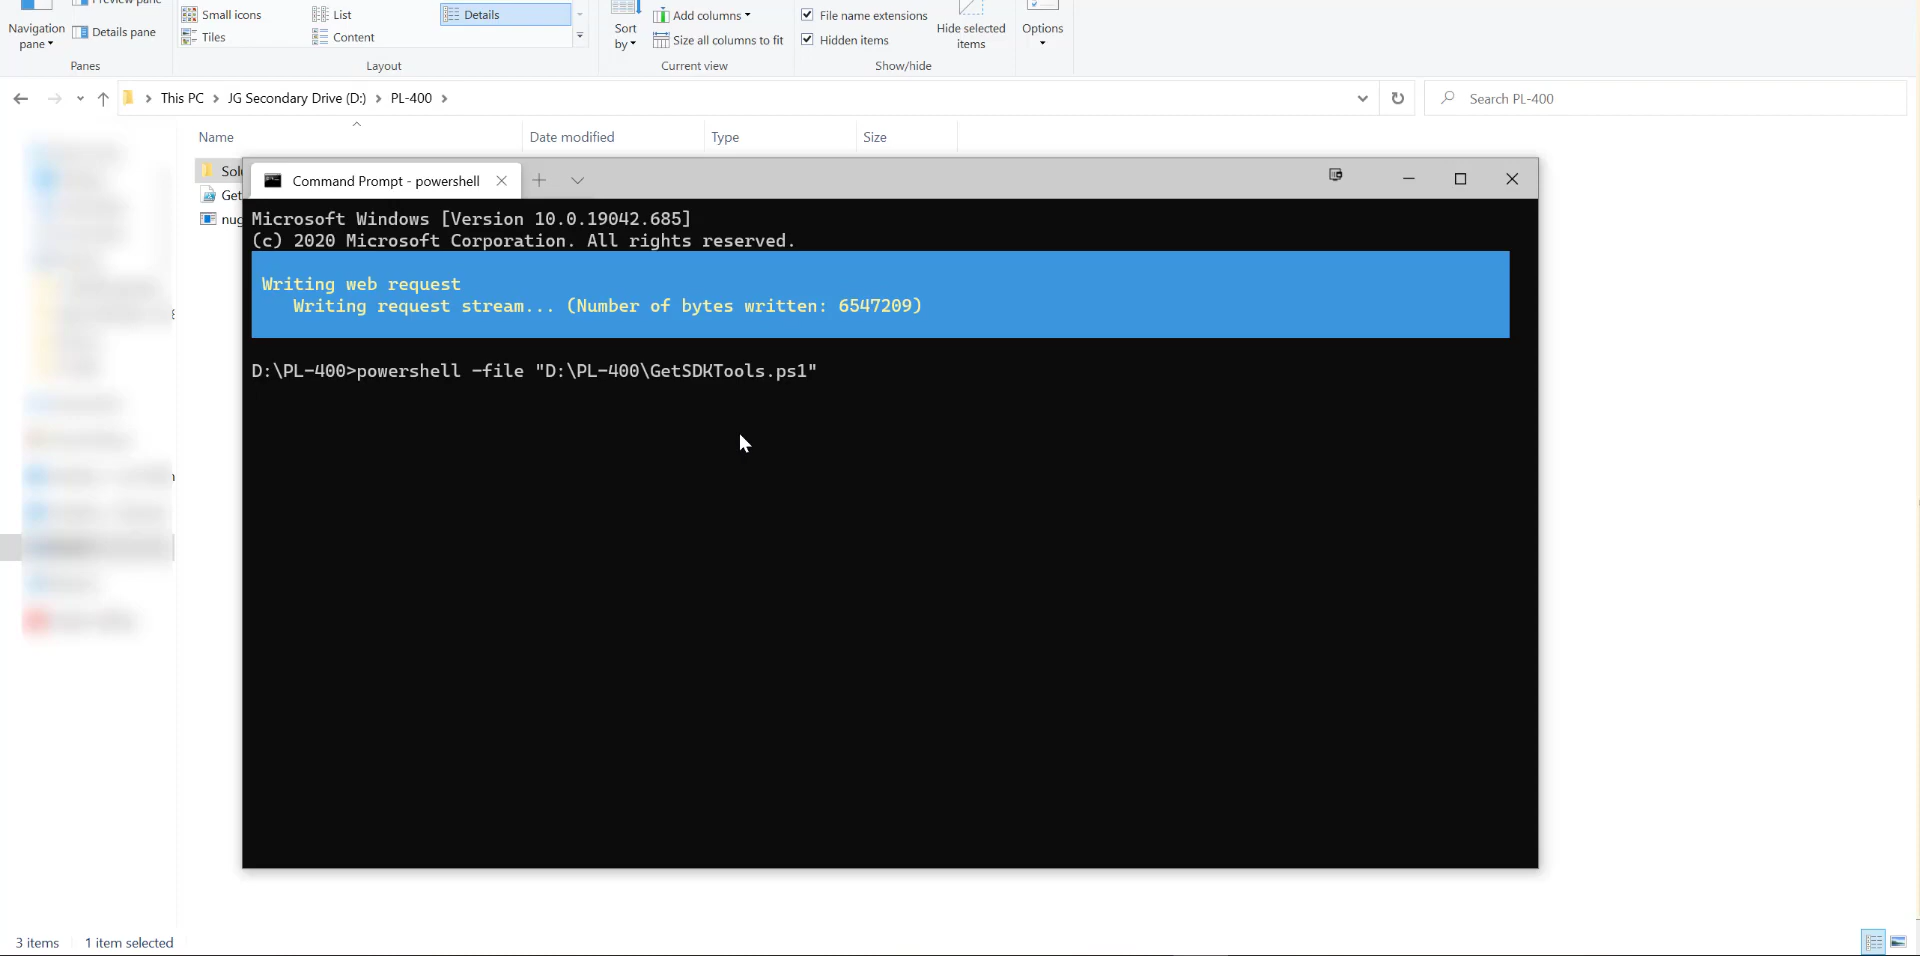 Preview pane
Navigation pane
Details pane
Panes
Small icons
List
Details
Tiles
Content
Layout
Sort by
Add columns
Size all columns to fit
Current view
File name extensions
Hidden items
Hide selected items
Show/hide
Options
This PC > JG Secondary Drive (D:) > PL-400 >
Search PL-400
Name
Date modified
Type
Size
Command Prompt - powershell
Microsoft Windows [Version 10.0.19042.685]
(c) 2020 Microsoft Corporation. All rights reserved.
Writing web request
Writing request stream... (Number of bytes written: 6547209)
D:\PL-400>powershell -file "D:\PL-400\GetSDKTools.ps1"
3 items
1 item selected